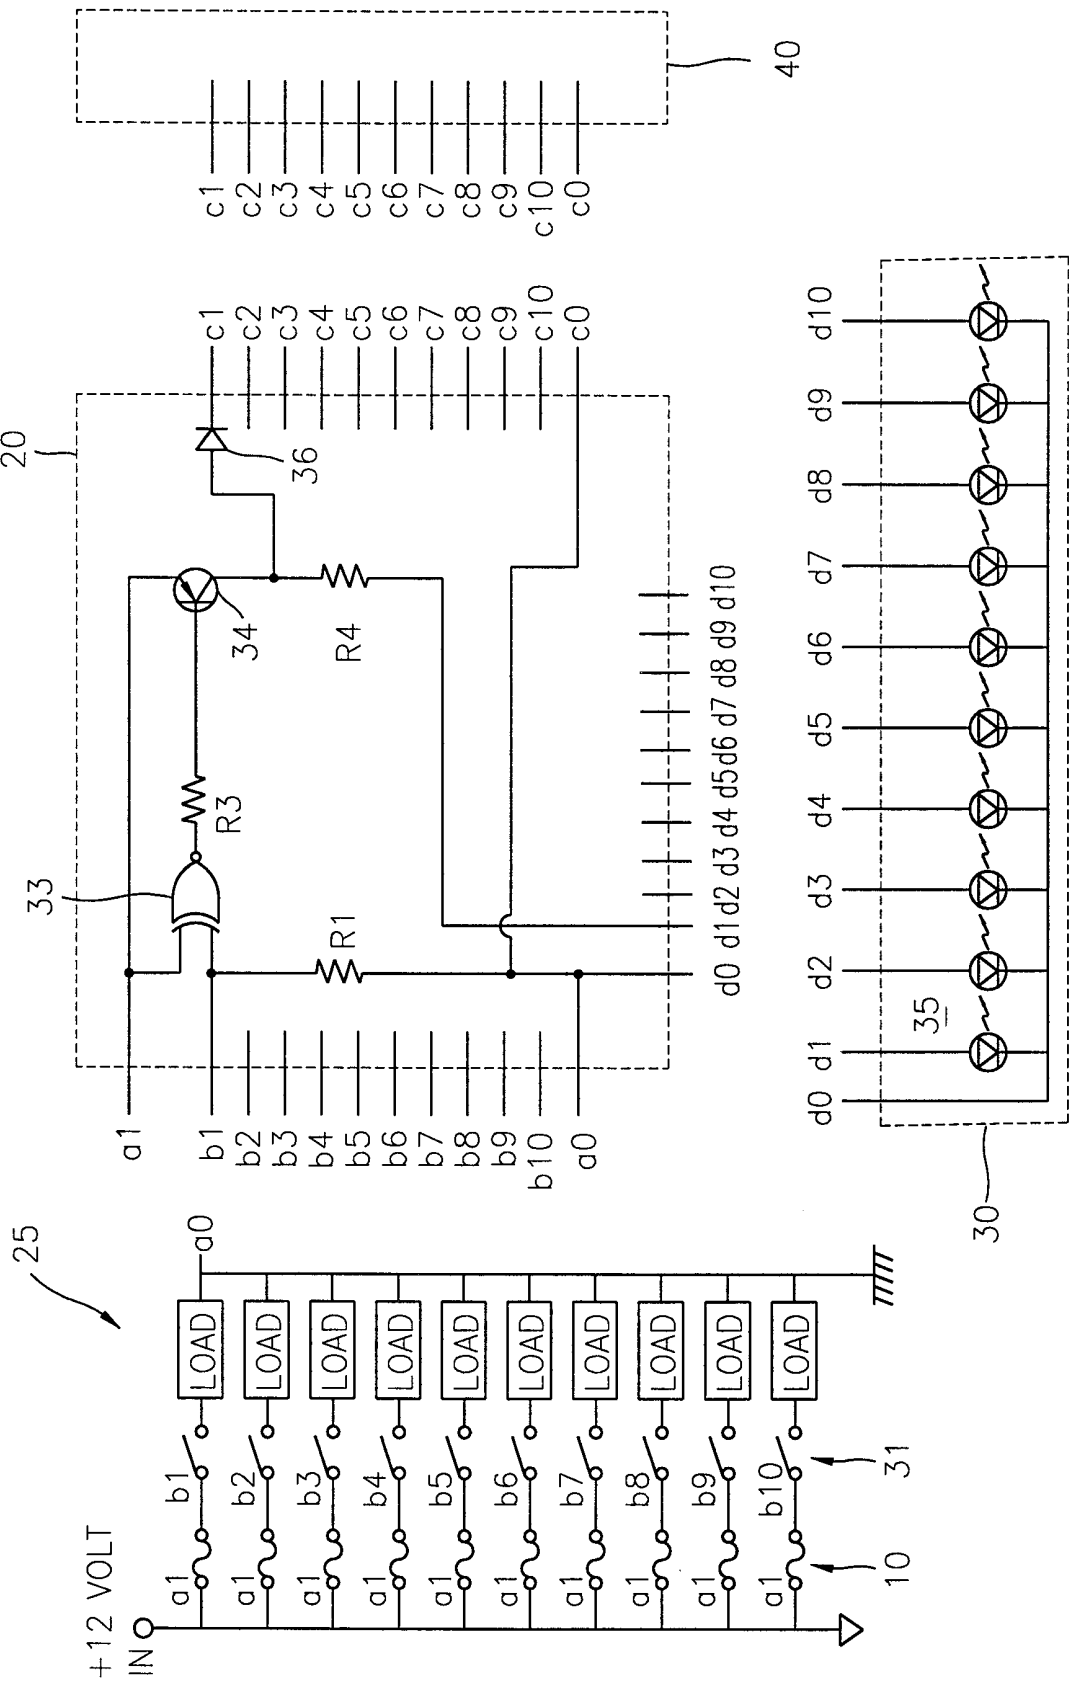 40
c1
c2
c3
c4
c5
c6
c7
c8
c9
c10
c0
20
c1
c2
c3
c4
c5
c6
c7
c8
c9
c10
c0
36
34
R4
R3
33
R1
a1
b1
b2
b3
b4
b5
b6
b7
b8
b9
b10
a0
d0 d1 d2 d3 d4 d5 d6 d7 d8 d9 d10
d0 d1 d2 d3 d4 d5 d6 d7 d8 d9 d10
35
30
25
+12 VOLT
IN
a0
a1 b1 LOAD
a1 b2 LOAD
a1 b3 LOAD
a1 b4 LOAD
a1 b5 LOAD
a1 b6 LOAD
a1 b7 LOAD
a1 b8 LOAD
a1 b9 LOAD
a1 b10 LOAD
10
31